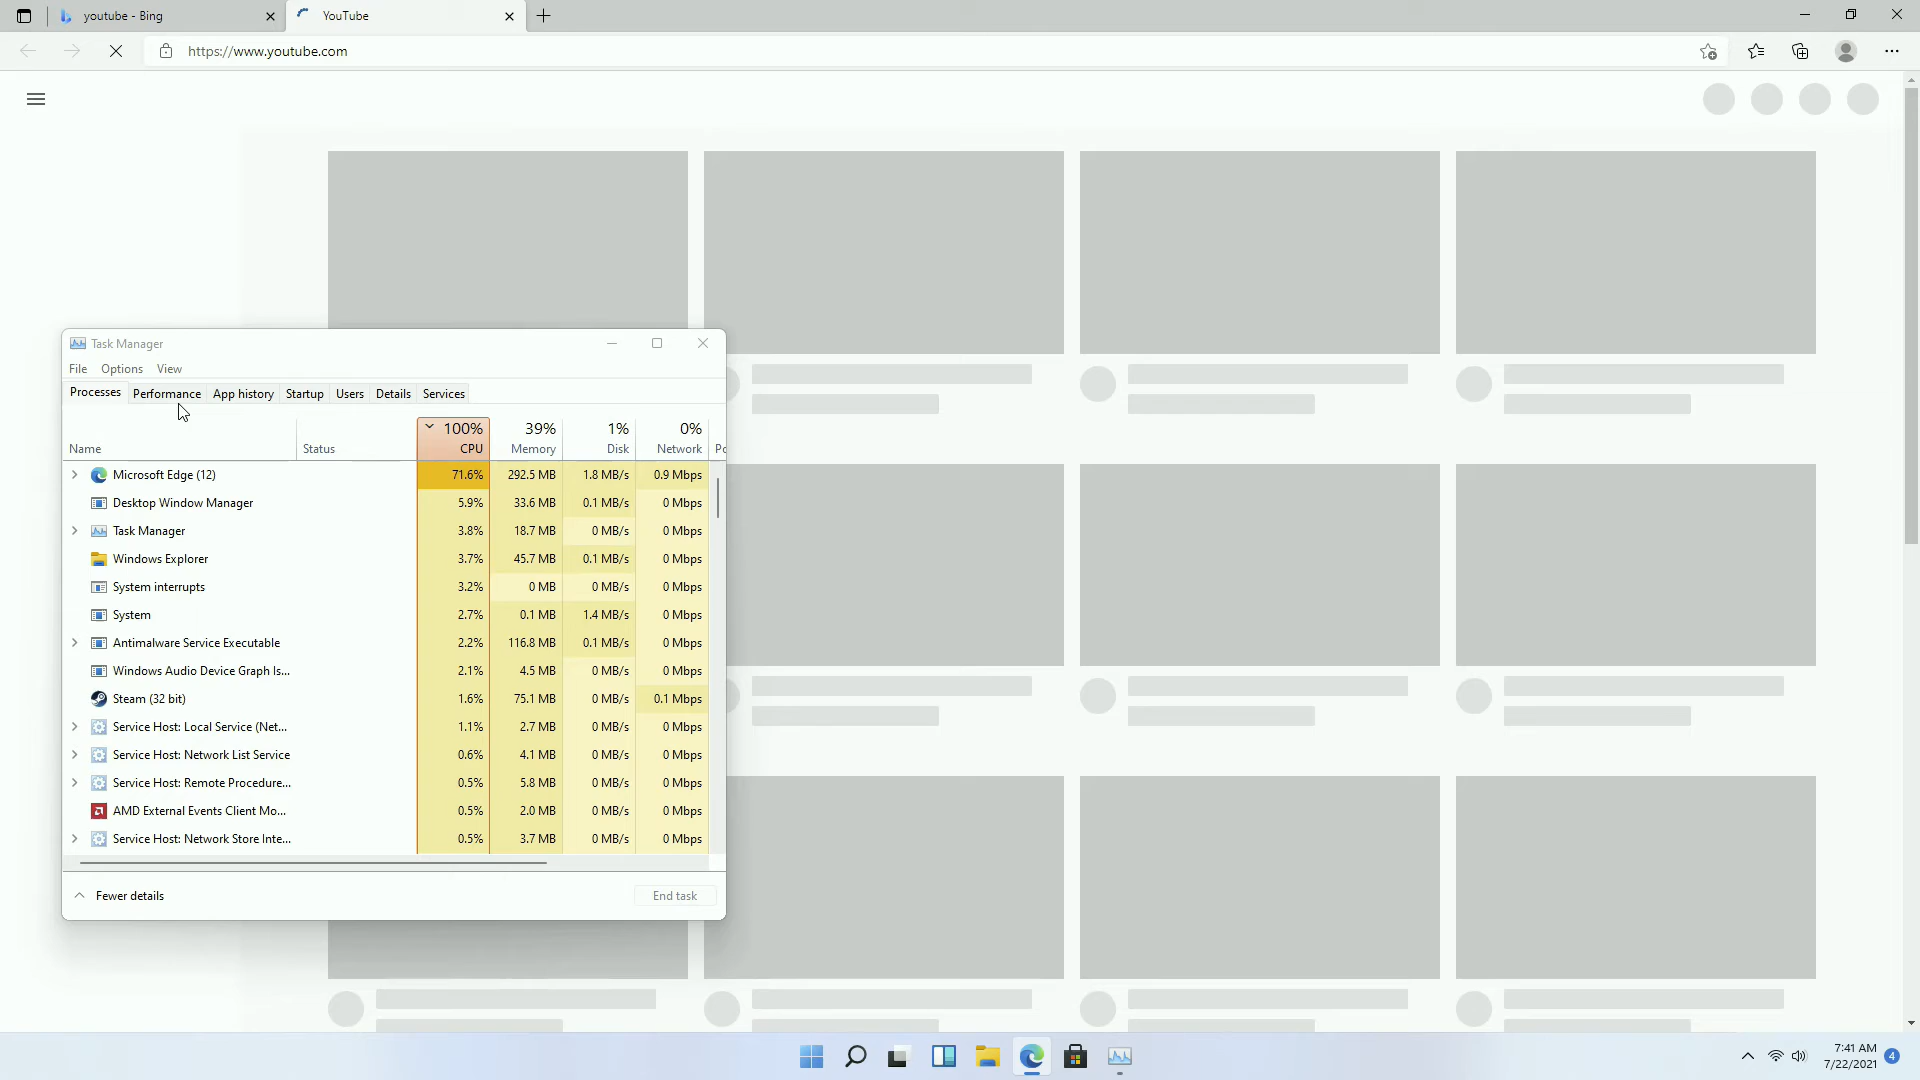 youtube - Bing
YouTube
https://www.youtube.com
Task Manager
File Options View
Processes Performance App history Startup Users Details Services
100% 39% 1% 0%
Name Status CPU Memory Disk Network Po
Microsoft Edge (12) 71.6% 292.5 MB 1.8 MB/s 0.9 Mbps
Desktop Window Manager 5.9% 33.6 MB 0.1 MB/s 0 Mbps
Task Manager 3.8% 18.7 MB 0 MB/s 0 Mbps
Windows Explorer 3.7% 45.7 MB 0.1 MB/s 0 Mbps
System interrupts 3.2% 0 MB 0 MB/s 0 Mbps
System 2.7% 0.1 MB 1.4 MB/s 0 Mbps
Antimalware Service Executable 2.2% 116.8 MB 0.1 MB/s 0 Mbps
Windows Audio Device Graph Is... 2.1% 4.5 MB 0 MB/s 0 Mbps
Steam (32 bit) 1.6% 75.1 MB 0 MB/s 0.1 Mbps
Service Host: Local Service (Net... 1.1% 2.7 MB 0 MB/s 0 Mbps
Service Host: Network List Service 0.6% 4.1 MB 0 MB/s 0 Mbps
Service Host: Remote Procedure... 0.5% 5.8 MB 0 MB/s 0 Mbps
AMD External Events Client Mo... 0.5% 2.0 MB 0 MB/s 0 Mbps
Service Host: Network Store Inte... 0.5% 3.7 MB 0 MB/s 0 Mbps
Fewer details End task
7:41 AM
7/22/2021 4